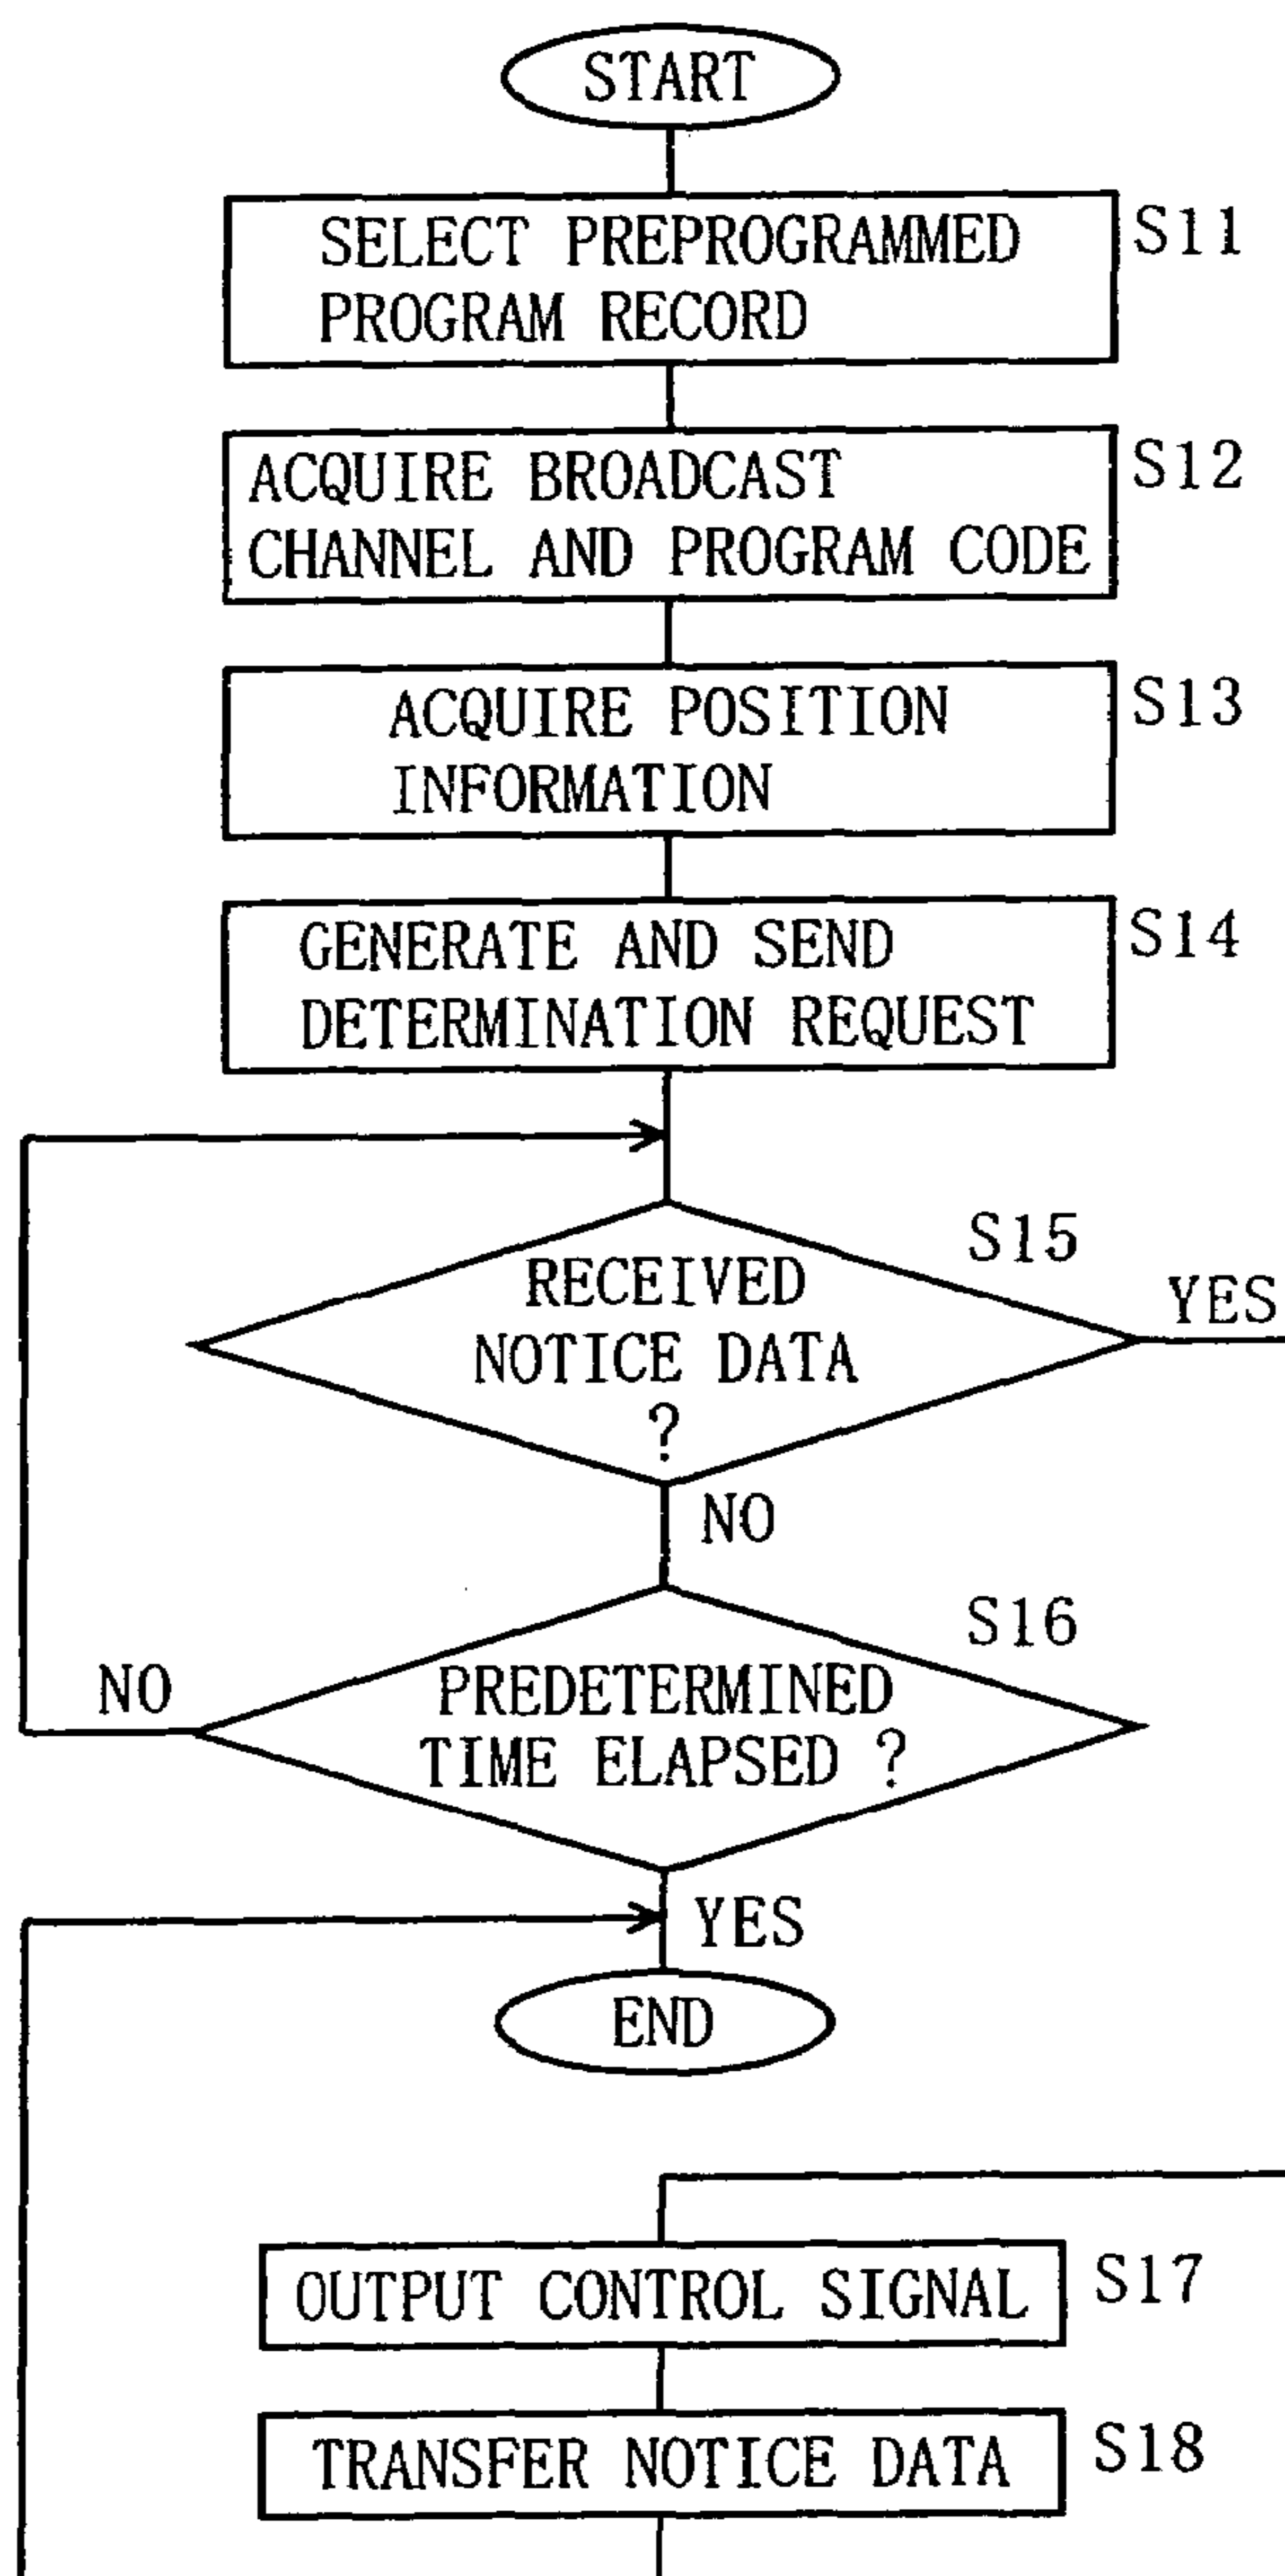 START
SELECT PREPROGRAMMED
PROGRAM RECORD
S11
ACQUIRE BROADCAST
CHANNEL AND PROGRAM CODE
S12
ACQUIRE POSITION
INFORMATION
S13
GENERATE AND SEND
DETERMINATION REQUEST
S14
S15
RECEIVED
NOTICE DATA
?
YES
NO
S16
PREDETERMINED
TIME ELAPSED ?
NO
YES
END
OUTPUT CONTROL SIGNAL
S17
TRANSFER NOTICE DATA
S18